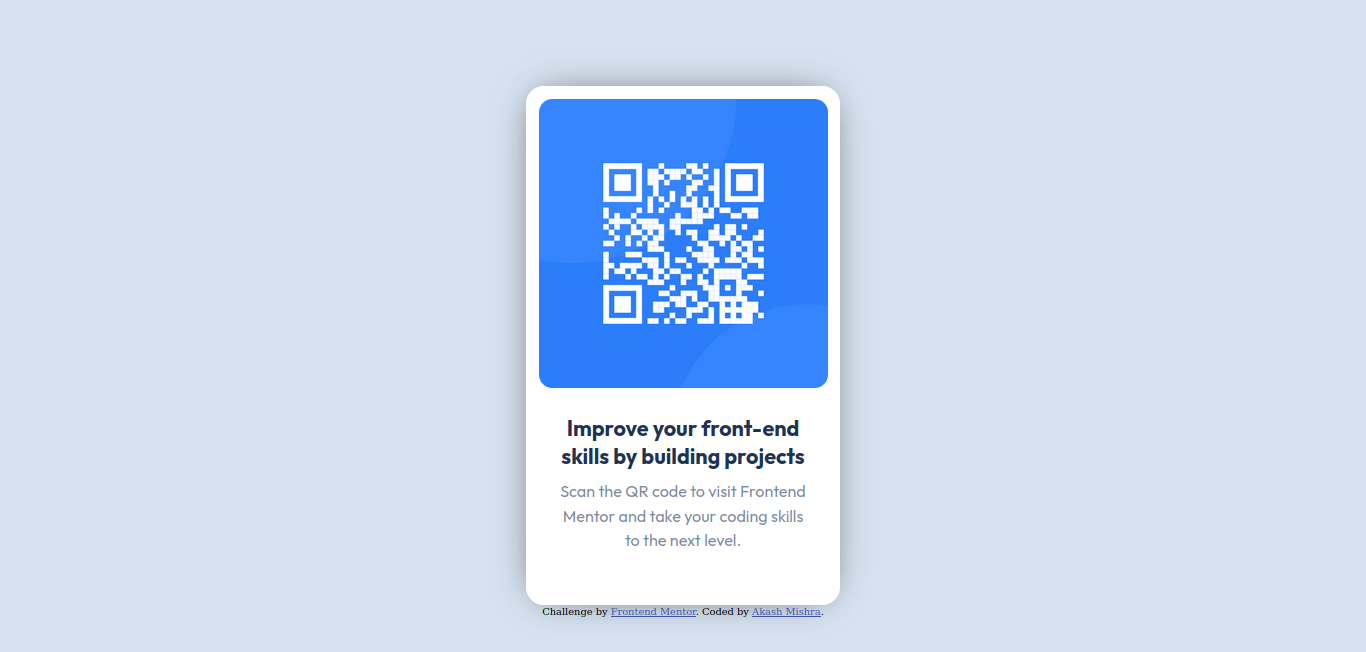 Improve your front-end
skills by building projects
Scan the QR code to visit Frontend
Mentor and take your coding skills
to the next level.
Challenge by Frontend Mentor. Coded by Akash Mishra.